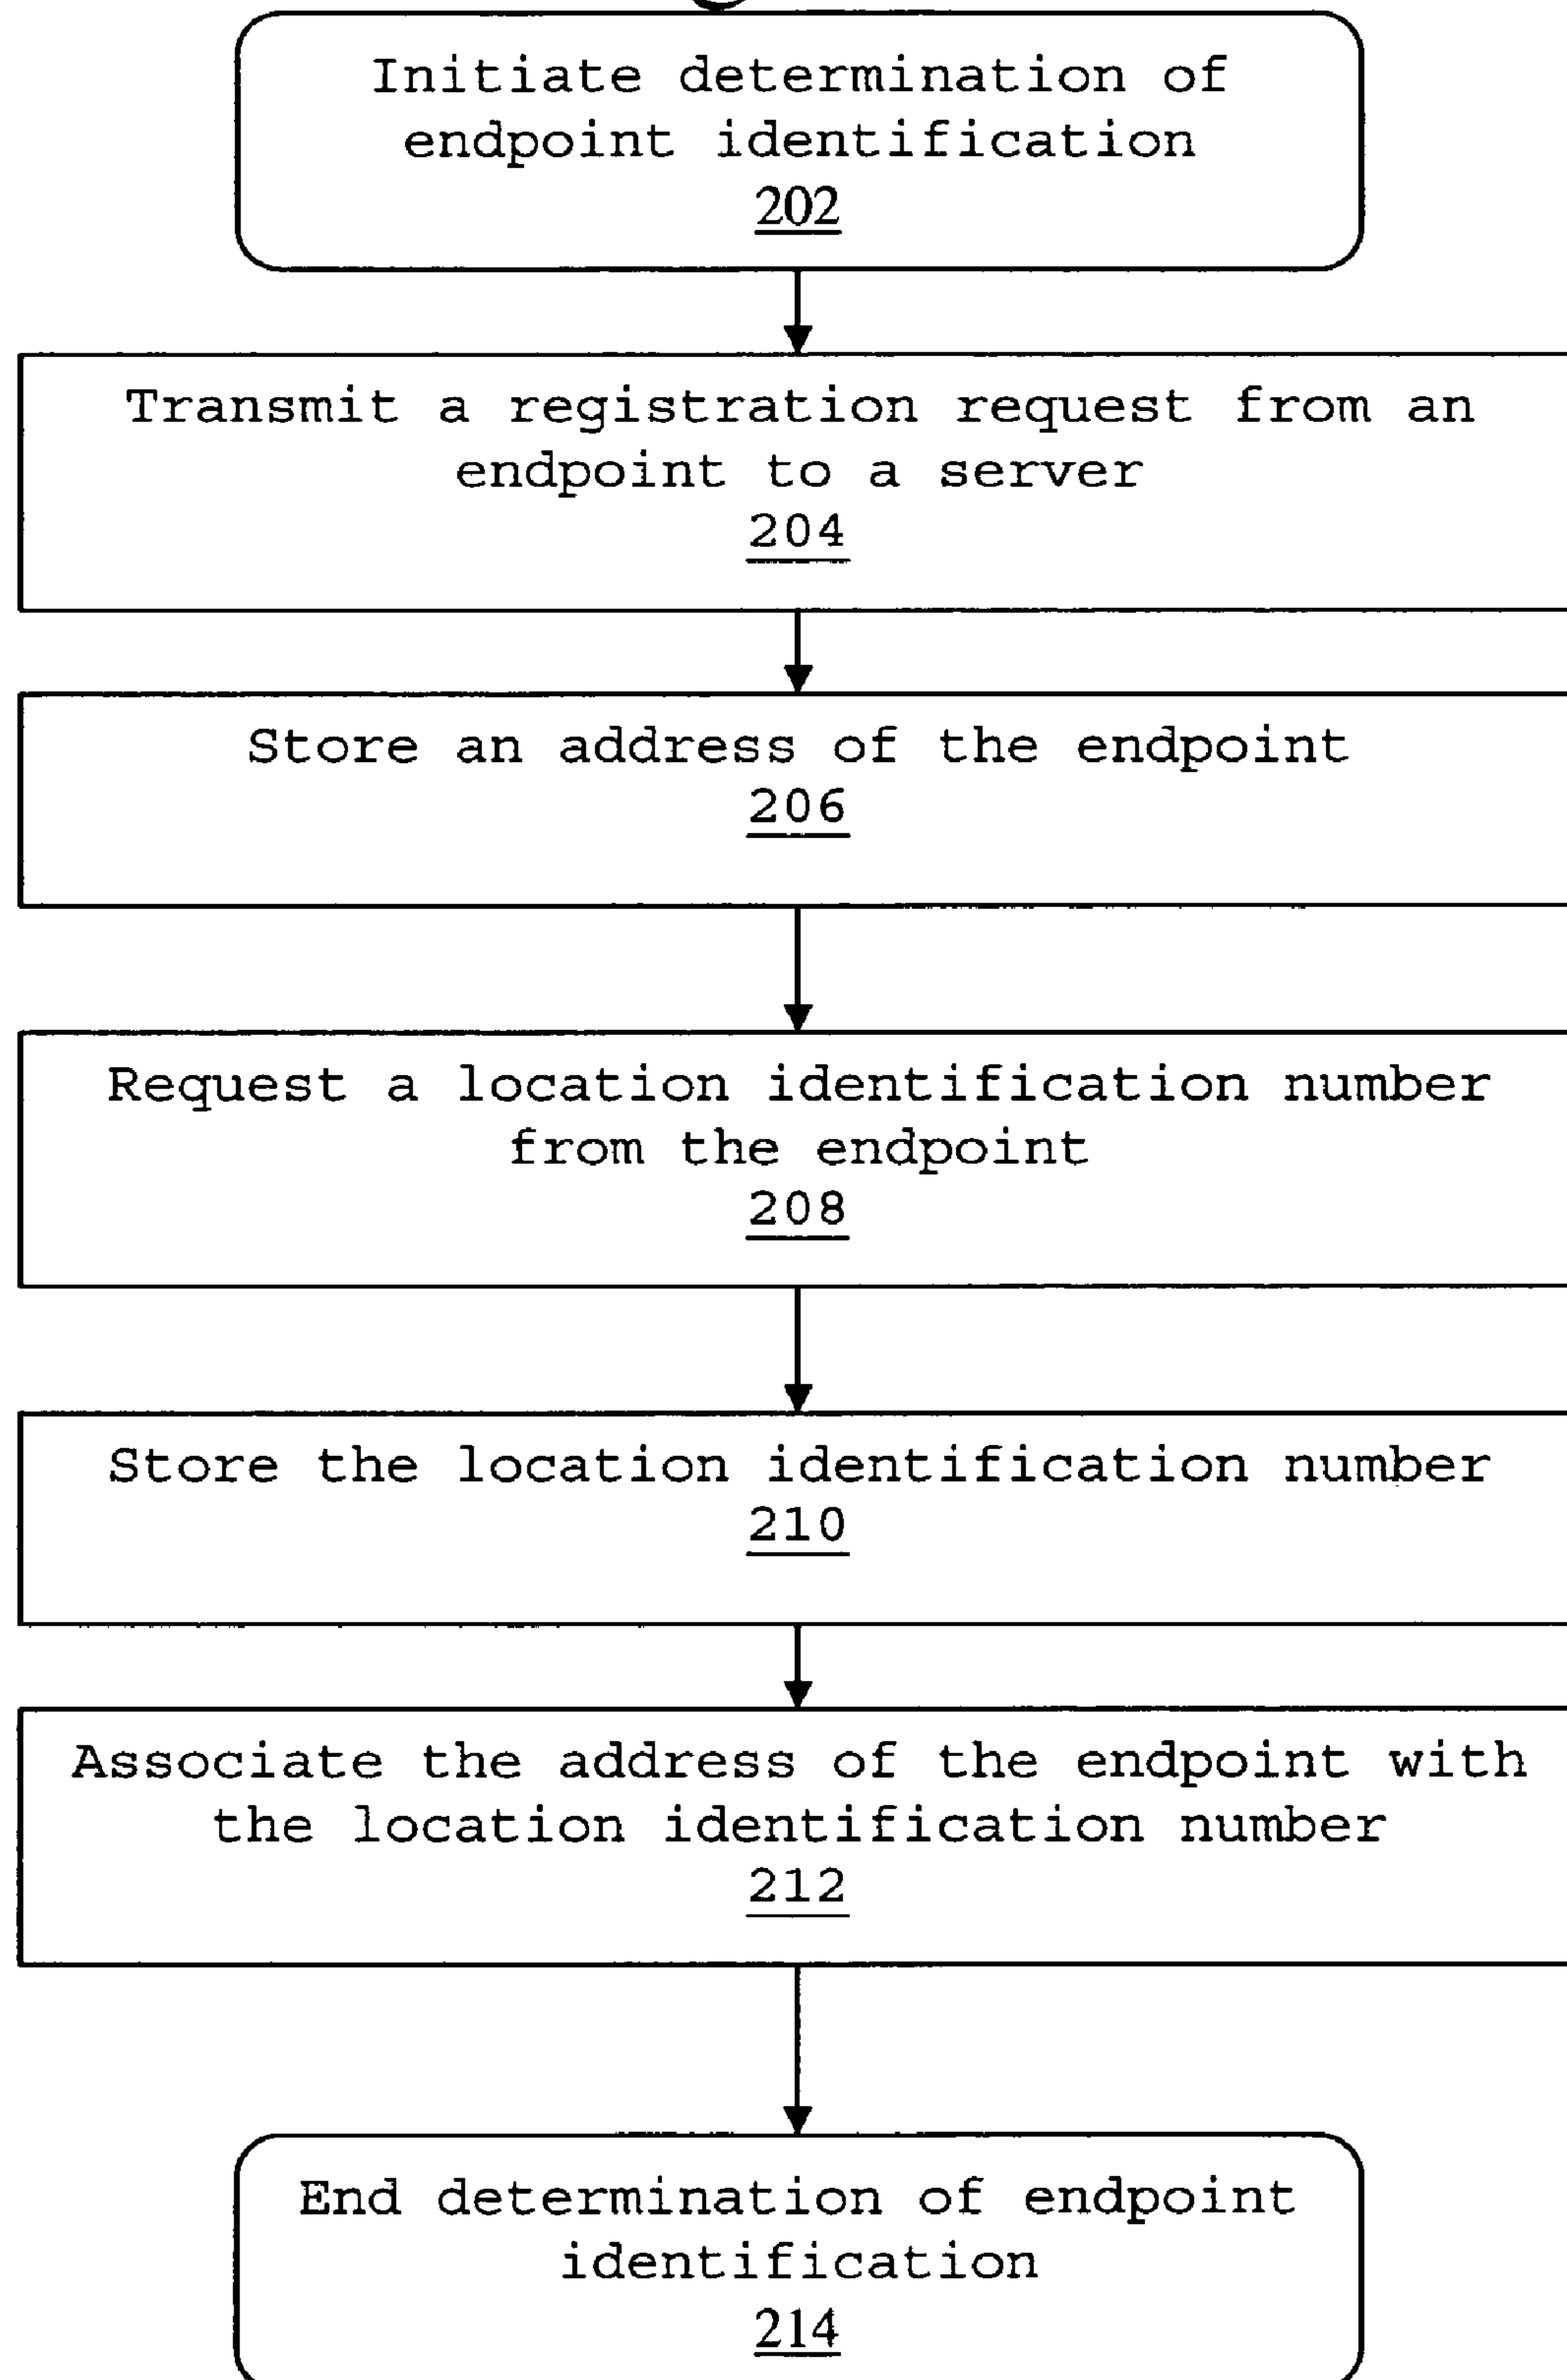 Initiate determination of
endpoint identification
202
Transmit a registration request from an
endpoint to a server
204
Store an address of the endpoint
206
Request a location identification number
from the endpoint
208
Store the location identification number
210
Associate the address of the endpoint with
the location identification number
212
End determination of endpoint
identification
214